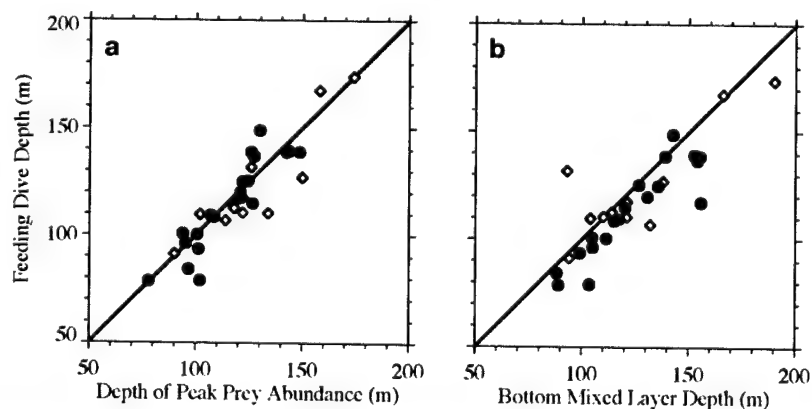 a
b
200
150
100
50
Feeding Dive Depth (m)
50 100 150 200
50 100 150 200
Depth of Peak Prey Abundance (m)
Bottom Mixed Layer Depth (m)